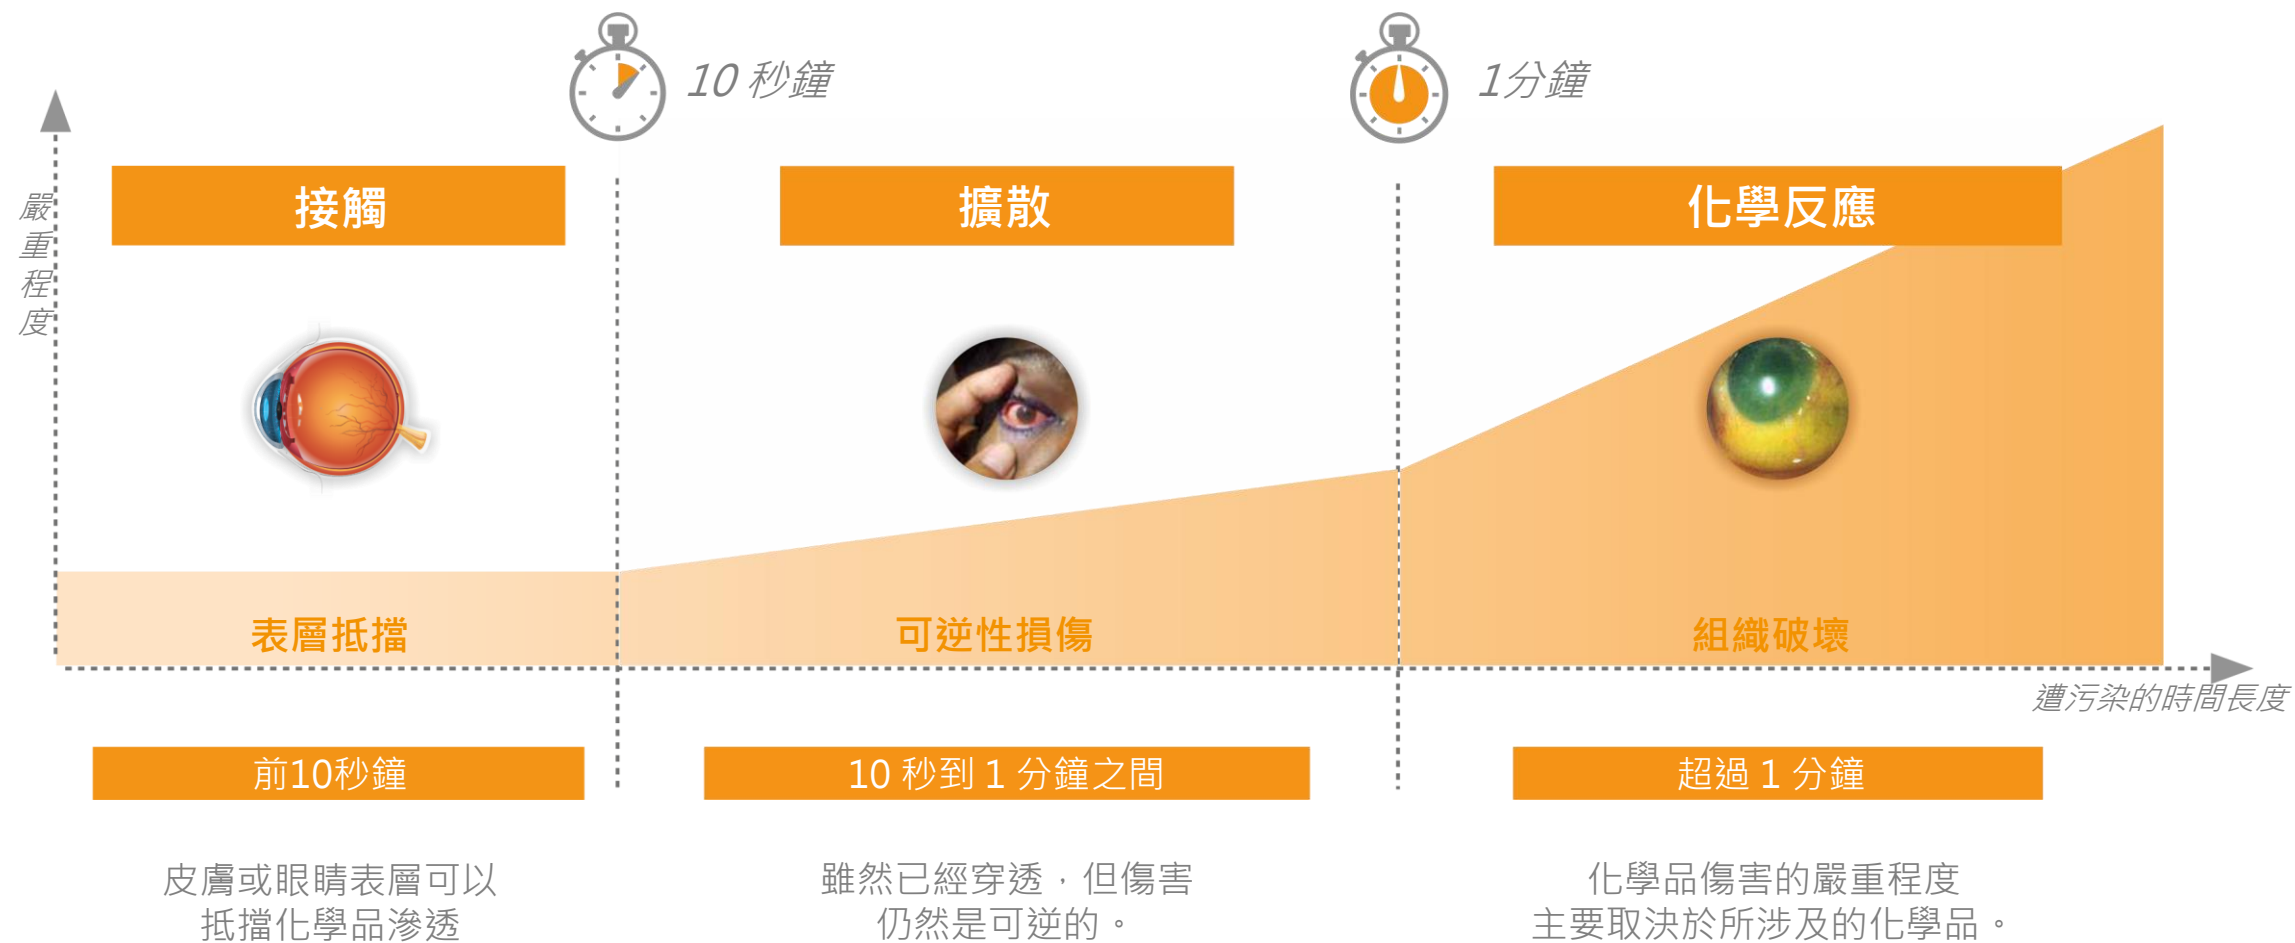 10 秒鐘
1分鐘
嚴重程度
接觸
擴散
化學反應
表層抵擋
可逆性損傷
組織破壞
遭污染的時間長度
前10秒鐘
10 秒到 1 分鐘之間
超過 1 分鐘
皮膚或眼睛表層可以
抵擋化學品滲透
雖然已經穿透，但傷害
仍然是可逆的。
化學品傷害的嚴重程度
主要取決於所涉及的化學品。